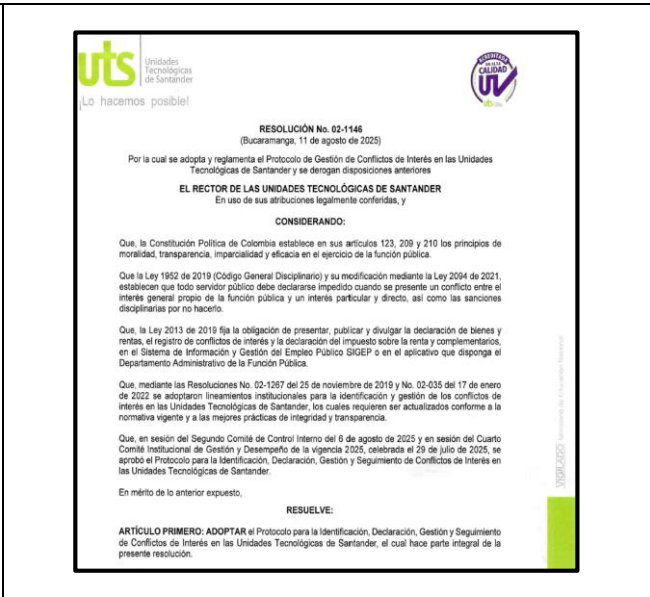 uts
Unidades
Tecnológicas
de Santander
¡Lo hacemos posible!
ACREDITADA
EN ALTA
CALIDAD
uts
RESOLUCIÓN No. 02-1146
(Bucaramanga, 11 de agosto de 2025)
Por la cual se adopta y reglamenta el Protocolo de Gestión de Conflictos de Interés en las Unidades
Tecnológicas de Santander y se derogan disposiciones anteriores
EL RECTOR DE LAS UNIDADES TECNOLÓGICAS DE SANTANDER
En uso de sus atribuciones legalmente conferidas, y
CONSIDERANDO:
Que, la Constitución Política de Colombia establece en sus artículos 123, 209 y 210 los principios de
moralidad, transparencia, imparcialidad y eficacia en el ejercicio de la función pública.
Que la Ley 1952 de 2019 (Código General Disciplinario) y su modificación mediante la Ley 2094 de 2021,
establecen que todo servidor público debe declararse impedido cuando se presente un conflicto entre el
interés general propio de la función pública y un interés particular y directo, así como las sanciones
disciplinarias por no hacerlo.
Que, la Ley 2013 de 2019 fija la obligación de presentar, publicar y divulgar la declaración de bienes y
rentas, el registro de conflictos de interés y la declaración del impuesto sobre la renta y complementarios,
en el Sistema de Información y Gestión del Empleo Público SIGEP o en el aplicativo que disponga el
Departamento Administrativo de la Función Pública.
Que, mediante las Resoluciones No. 02-1267 del 25 de noviembre de 2019 y No. 02-035 del 17 de enero
de 2022 se adoptaron lineamientos institucionales para la identificación y gestión de los conflictos de
interés en las Unidades Tecnológicas de Santander, los cuales requieren ser actualizados conforme a la
normativa vigente y a las mejores prácticas de integridad y transparencia.
Que, en sesión del Segundo Comité de Control Interno del 6 de agosto de 2025 y en sesión del Cuarto
Comité Institucional de Gestión y Desempeño de la vigencia 2025, celebrada el 29 de julio de 2025, se
aprobó el Protocolo para la Identificación, Declaración, Gestión y Seguimiento de Conflictos de Interés en
las Unidades Tecnológicas de Santander.
En mérito de lo anterior expuesto,
RESUELVE:
ARTÍCULO PRIMERO: ADOPTAR el Protocolo para la Identificación, Declaración, Gestión y Seguimiento
de Conflictos de Interés en las Unidades Tecnológicas de Santander, el cual hace parte integral de la
presente resolución.
VIGILADO Ministerio de Educación Nacional